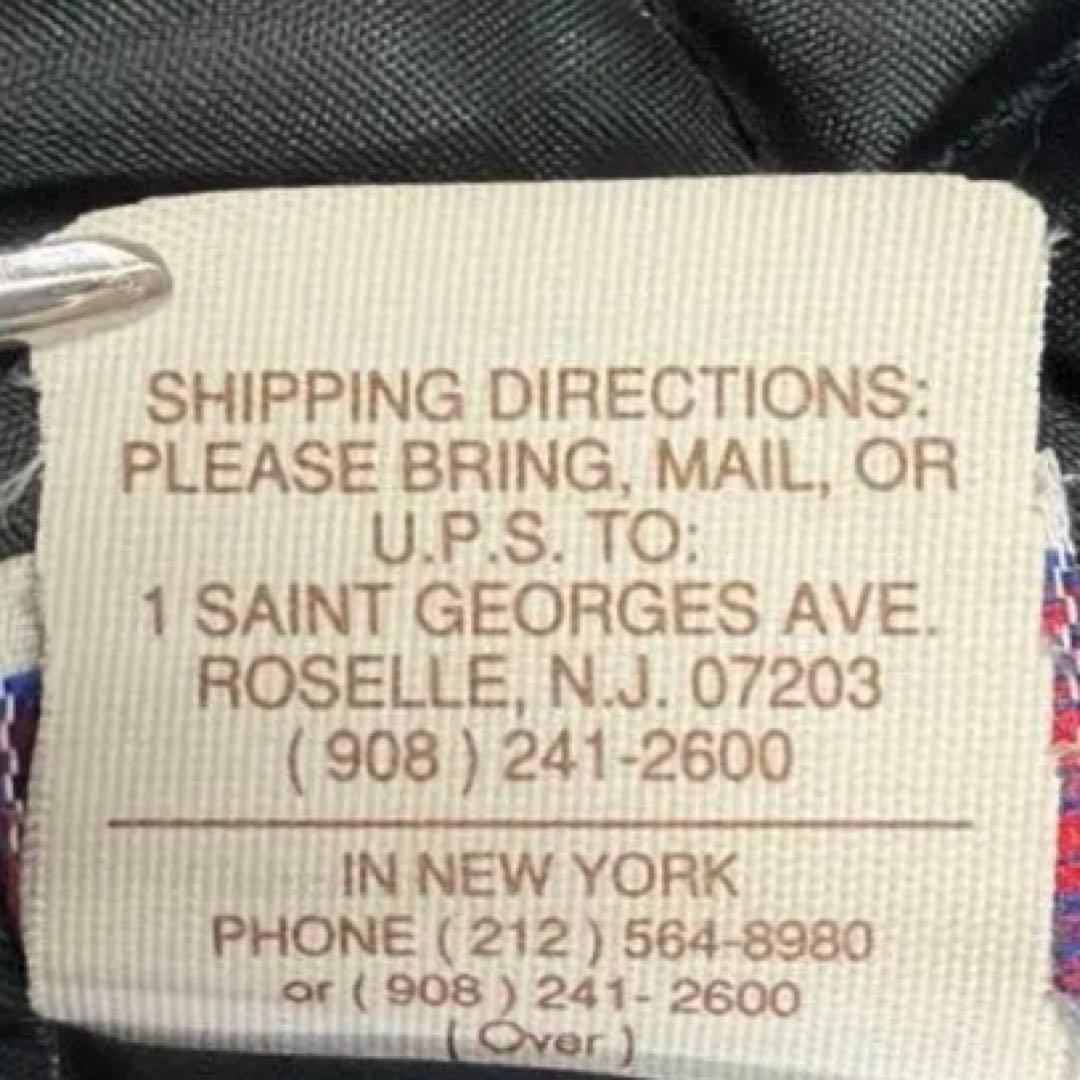 SHIPPING DIRECTIONS:
PLEASE BRING, MAIL, OR
U.P.S. TO:
1 SAINT GEORGES AVE.
ROSELLE, N.J. 07203
( 908 ) 241-2600
IN NEW YORK
PHONE ( 212 ) 564-8980
or ( 908 ) 241- 2600
( Over )